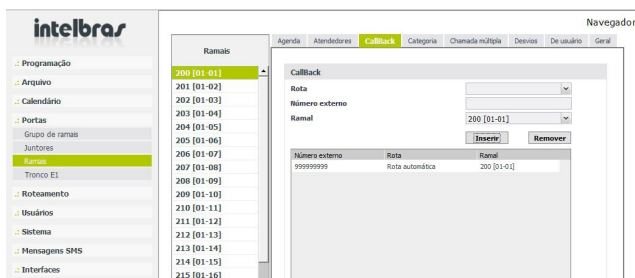 Navegador
intelbras
Ramais
Agenda Atendedores CallBack Categoria Chamada múltipla Desvios De usuário Geral
.: Programação
.: Arquivo
.: Calendário
.: Portas
Grupo de ramais
Juntores
Ramais
Tronco E1
.: Roteamento
.: Usuários
.: Sistema
.: Mensagens SMS
.: Interfaces
200 [01-01]
201 [01-02]
202 [01-03]
203 [01-04]
204 [01-05]
205 [01-06]
206 [01-07]
207 [01-08]
208 [01-09]
209 [01-10]
210 [01-11]
211 [01-12]
212 [01-13]
213 [01-14]
214 [01-15]
215 [01-16]
CallBack
Rota
Número externo
Ramal 200 [01-01]
Inserir Remover
Número externo Rota Ramal
999999999 Rota automática 200 [01-01]